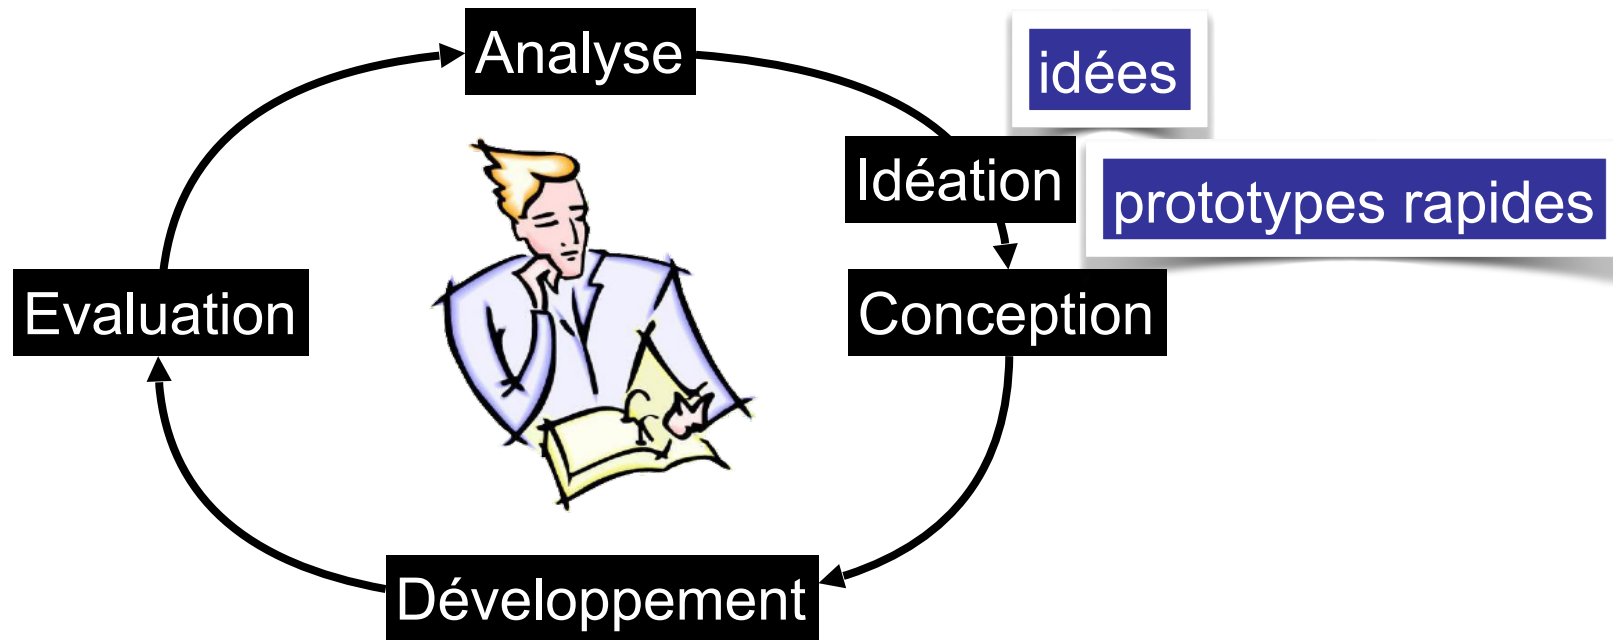 Analyse
idées
Idéation
prototypes rapides
Evaluation
Conception
Développement